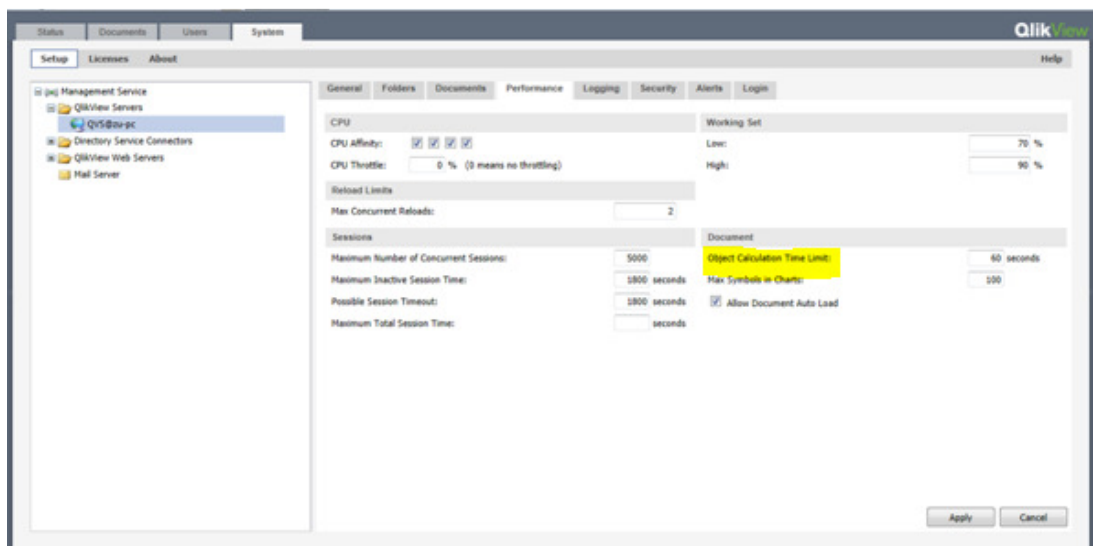 Status Documents Users System QlikView
Setup Licenses About Help
Management Service
QlikView Servers
QVS@zu-pc
Directory Service Connectors
QlikView Web Servers
Mail Server
General Folders Documents Performance Logging Security Alerts Login
CPU
CPU Affinity:
CPU Throttle: 0 % (0 means no throttling)
Working Set
Low: 70 %
High: 90 %
Reload Limits
Max Concurrent Reloads: 2
Sessions
Maximum Number of Concurrent Sessions: 5000
Maximum Inactive Session Time: 1800 seconds
Possible Session Timeout: 1800 seconds
Maximum Total Session Time: seconds
Document
Object Calculation Time Limit: 60 seconds
Max Symbols in Charts: 100
Allow Document Auto Load
Apply Cancel